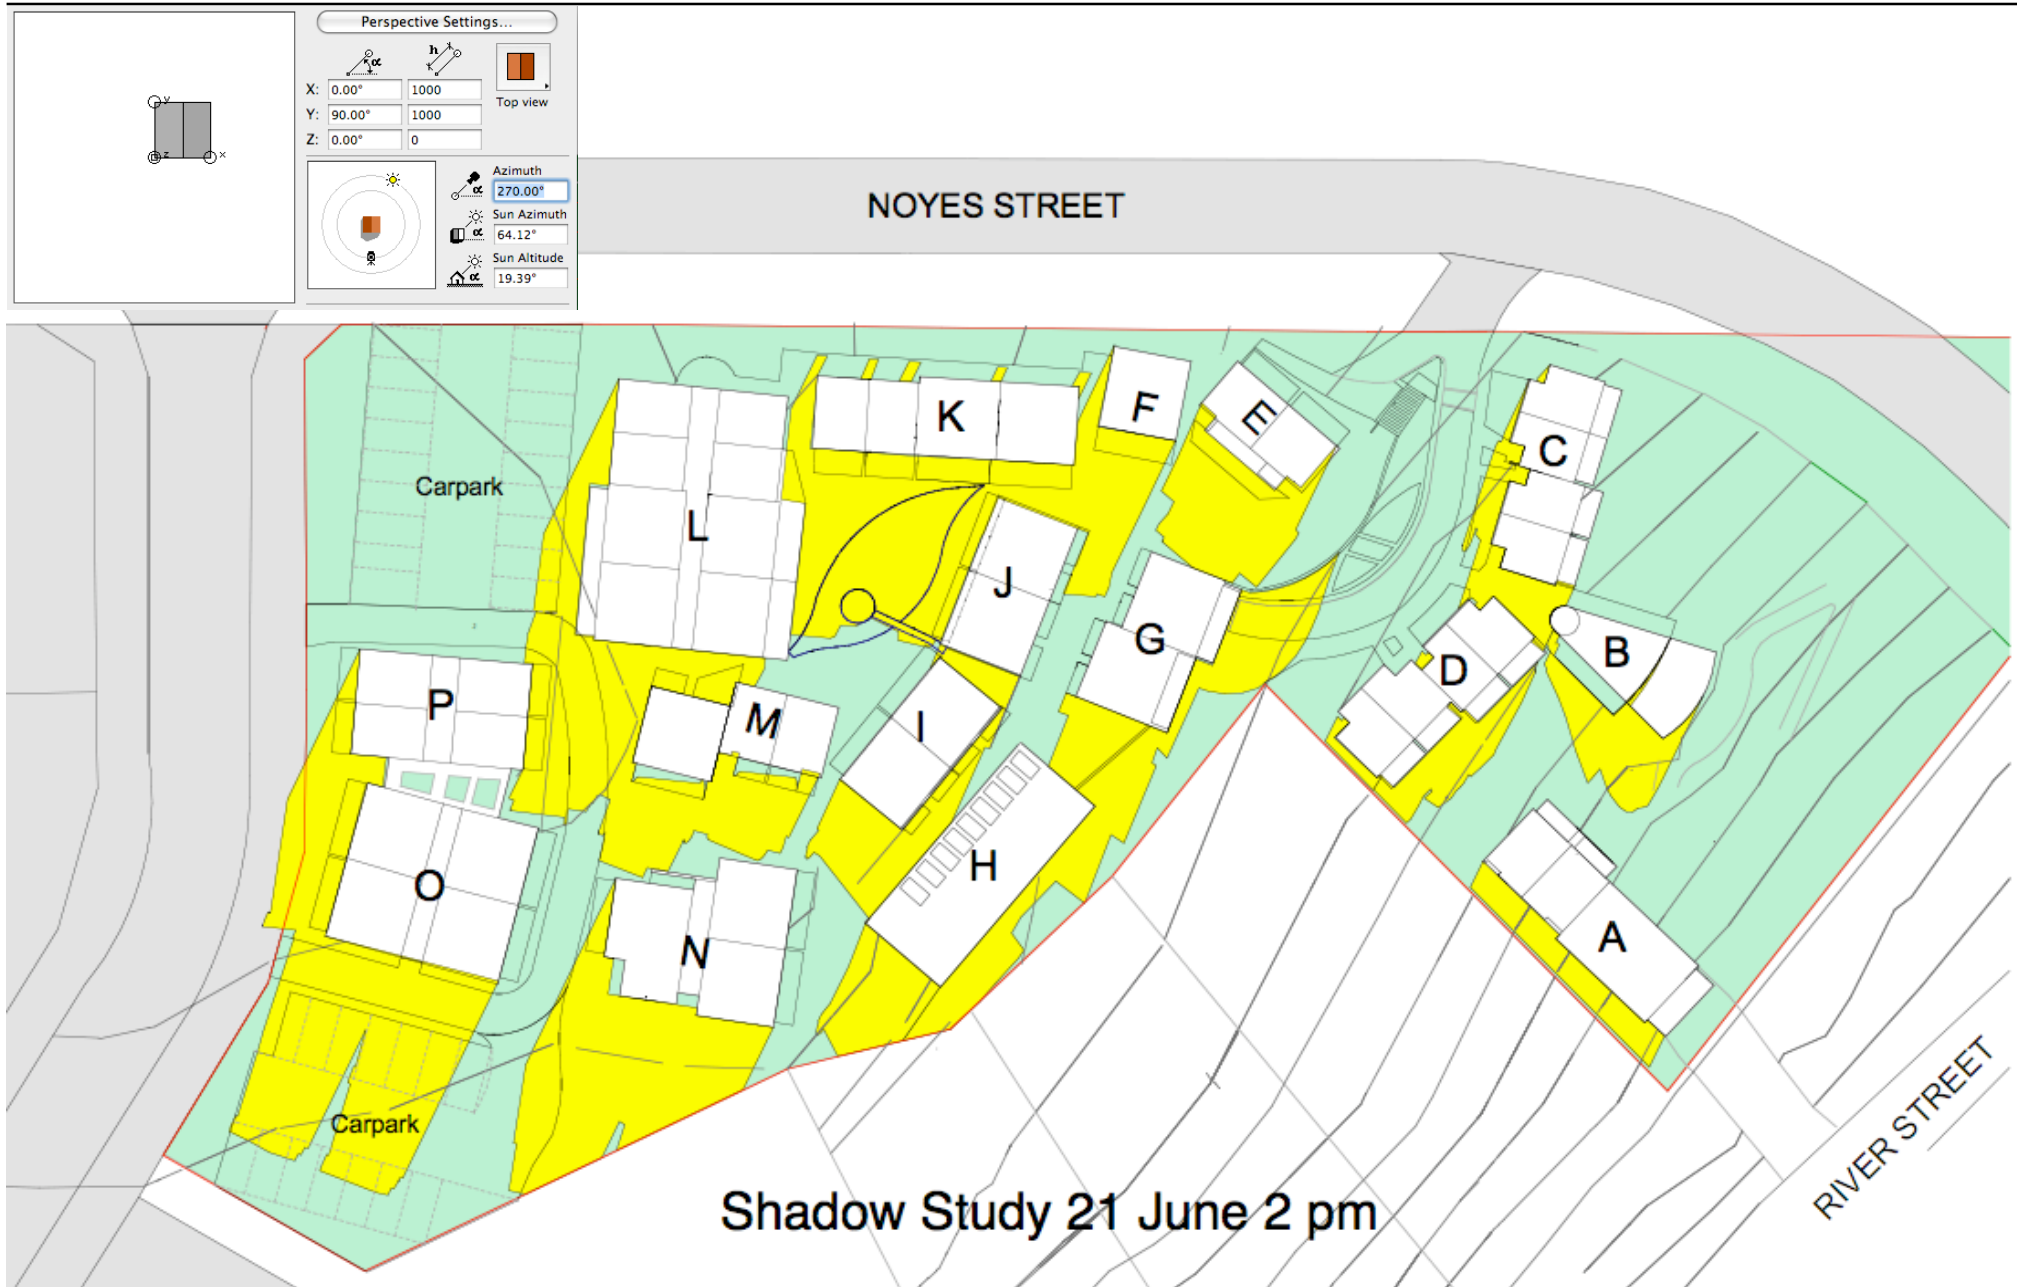 Perspective Settings...
α
h
X: 0.00° 1000
Y: 90.00° 1000
Z: 0.00° 0
Top view
y
z
x
Azimuth
α 270.00°
Sun Azimuth
α 64.12°
Sun Altitude
α 19.39°
NOYES STREET
K
F
E
C
Carpark
L
J
G
B
D
P
M
I
H
O
A
N
Carpark
RIVER STREET
Shadow Study 21 June 2 pm